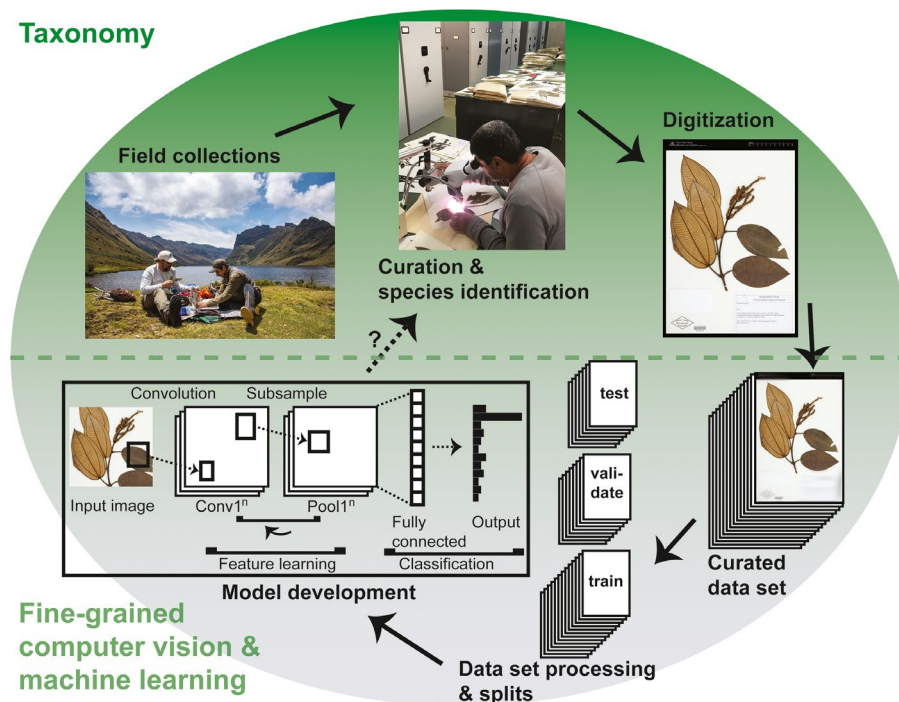 Taxonomy
Field collections
Curation &
species identification
Digitization
?
Convolution
Subsample
Input image
Conv1ⁿ
Pool1ⁿ
Fully
connected
Output
Feature learning
Classification
Model development
test
vali-
date
train
Curated
data set
Data set processing
& splits
Fine-grained
computer vision &
machine learning